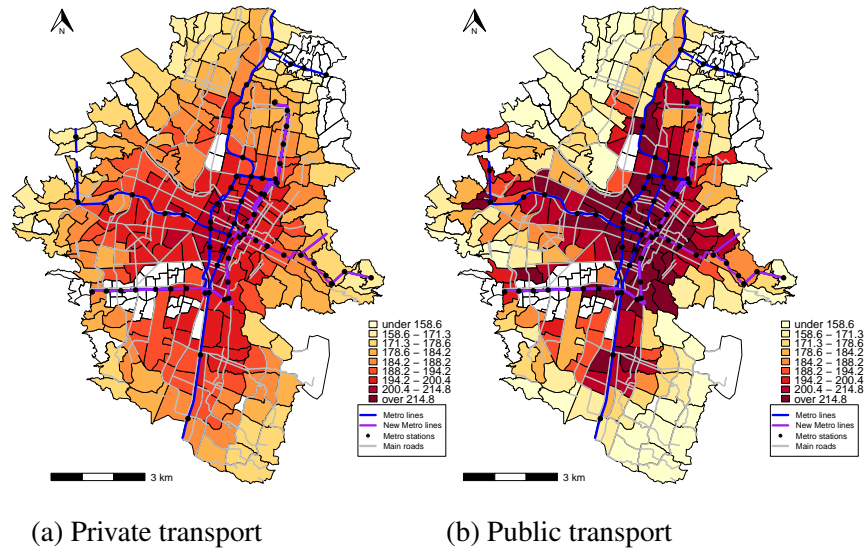 N
under 158.6
158.6 − 171.3
171.3 − 178.6
178.6 − 184.2
184.2 − 188.2
188.2 − 194.2
194.2 − 200.4
200.4 − 214.8
over 214.8
Metro lines
New Metro lines
Metro stations
Main roads
3 km
(a) Private transport
N
under 158.6
158.6 − 171.3
171.3 − 178.6
178.6 − 184.2
184.2 − 188.2
188.2 − 194.2
194.2 − 200.4
200.4 − 214.8
over 214.8
Metro lines
New Metro lines
Metro stations
Main roads
3 km
(b) Public transport